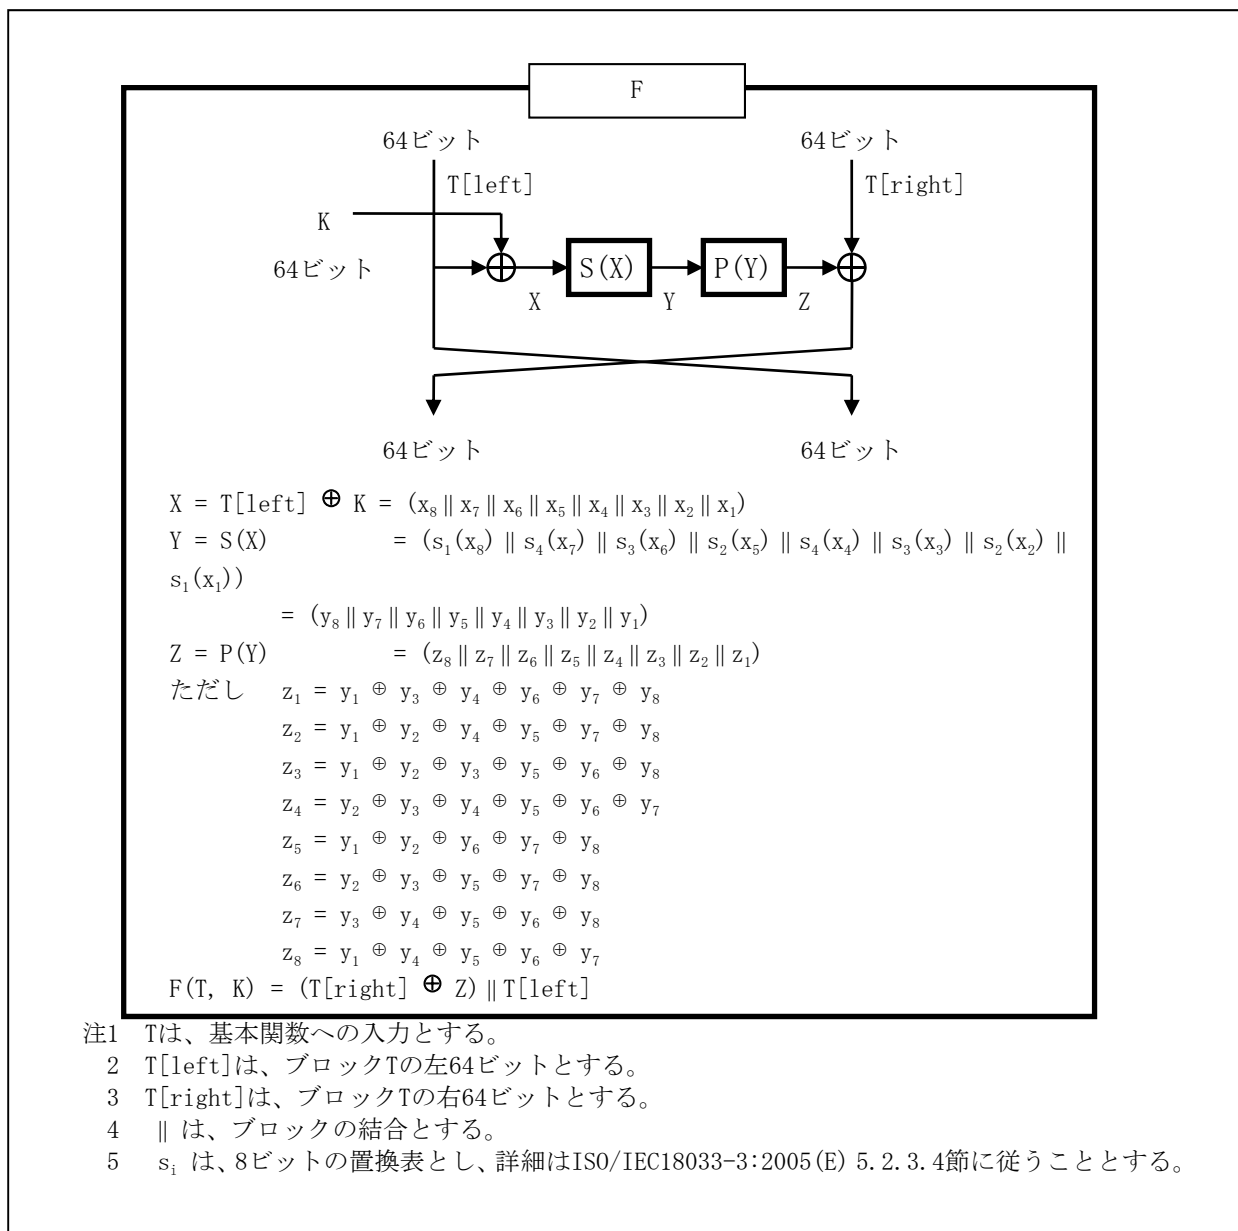 F
64ビット 64ビット
T[left] T[right]
K
64ビット
S(X) P(Y)
X Y Z
64ビット 64ビット
X = T[left] ⊕ K = (x₈‖x₇‖x₆‖x₅‖x₄‖x₃‖x₂‖x₁)
Y = S(X) = (s₁(x₈)‖s₄(x₇)‖s₃(x₆)‖s₂(x₅)‖s₄(x₄)‖s₃(x₃)‖s₂(x₂)‖
s₁(x₁))
= (y₈‖y₇‖y₆‖y₅‖y₄‖y₃‖y₂‖y₁)
Z = P(Y) = (z₈‖z₇‖z₆‖z₅‖z₄‖z₃‖z₂‖z₁)
ただし z₁ = y₁ ⊕ y₃ ⊕ y₄ ⊕ y₆ ⊕ y₇ ⊕ y₈
z₂ = y₁ ⊕ y₂ ⊕ y₄ ⊕ y₅ ⊕ y₇ ⊕ y₈
z₃ = y₁ ⊕ y₂ ⊕ y₃ ⊕ y₅ ⊕ y₆ ⊕ y₈
z₄ = y₂ ⊕ y₃ ⊕ y₄ ⊕ y₅ ⊕ y₆ ⊕ y₇
z₅ = y₁ ⊕ y₂ ⊕ y₆ ⊕ y₇ ⊕ y₈
z₆ = y₂ ⊕ y₃ ⊕ y₅ ⊕ y₇ ⊕ y₈
z₇ = y₃ ⊕ y₄ ⊕ y₅ ⊕ y₆ ⊕ y₈
z₈ = y₁ ⊕ y₄ ⊕ y₅ ⊕ y₆ ⊕ y₇
F(T, K) = (T[right] ⊕ Z)‖T[left]
注1 Tは、基本関数への入力とする。
2 T[left]は、ブロックTの左64ビットとする。
3 T[right]は、ブロックTの右64ビットとする。
4 ‖ は、ブロックの結合とする。
5 sᵢ は、8ビットの置換表とし、詳細はISO/IEC18033-3:2005(E) 5.2.3.4節に従うこととする。